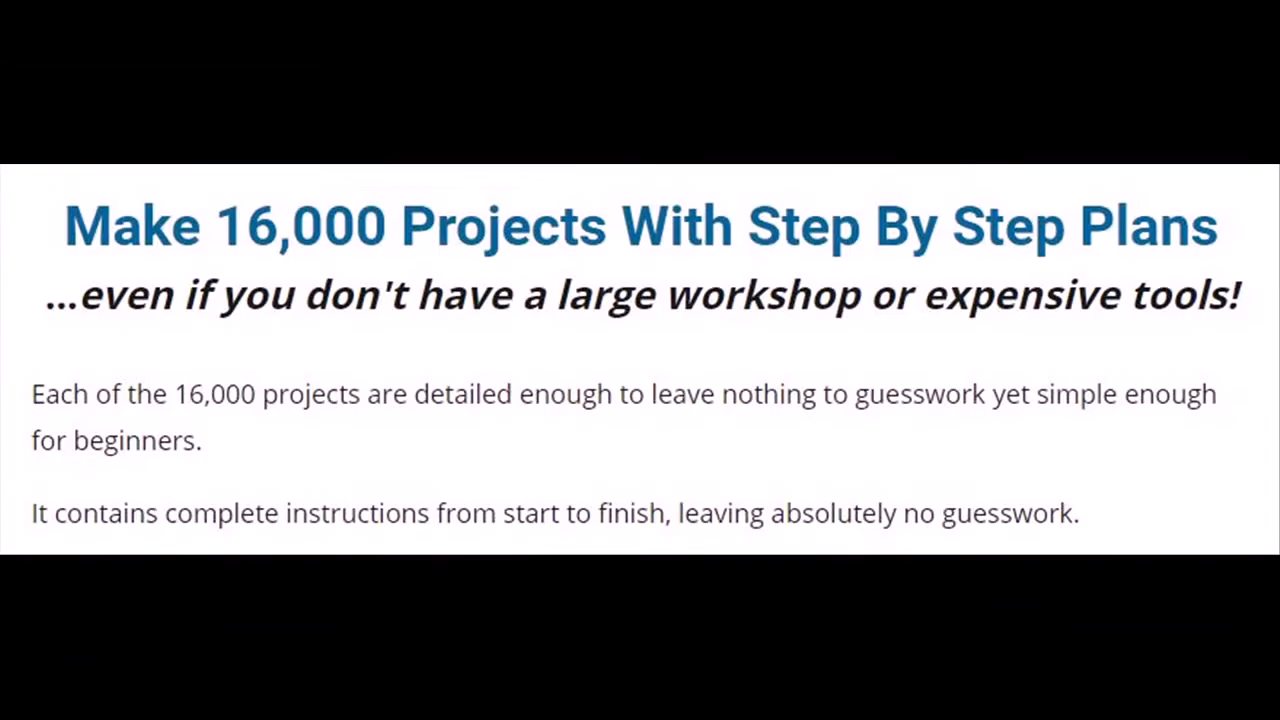 Make 16,000 Projects With Step By Step Plans
...even if you don't have a large workshop or expensive tools!
Each of the 16,000 projects are detailed enough to leave nothing to guesswork yet simple enough
for beginners.
It contains complete instructions from start to finish, leaving absolutely no guesswork.